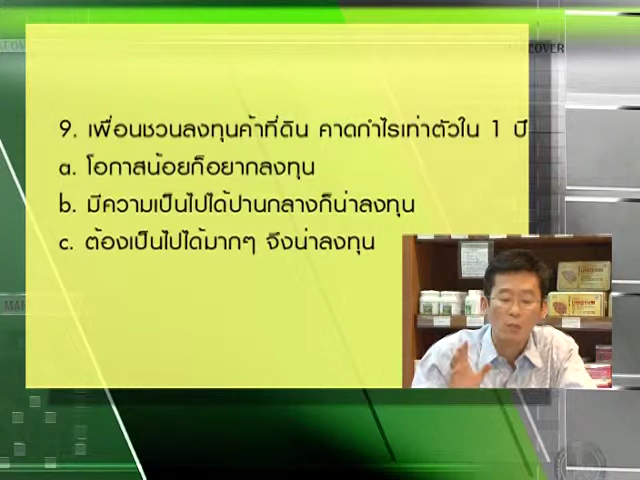 9. เพื่อนชวนลงทุนค้าที่ดิน คาดกำไรเท่าตัวใน 1 ปี
a. โอกาสน้อยก็อยากลงทุน
b. มีความเป็นไปได้ปานกลางก็น่าลงทุน
c. ต้องเป็นไปได้มากๆ จึงน่าลงทุน